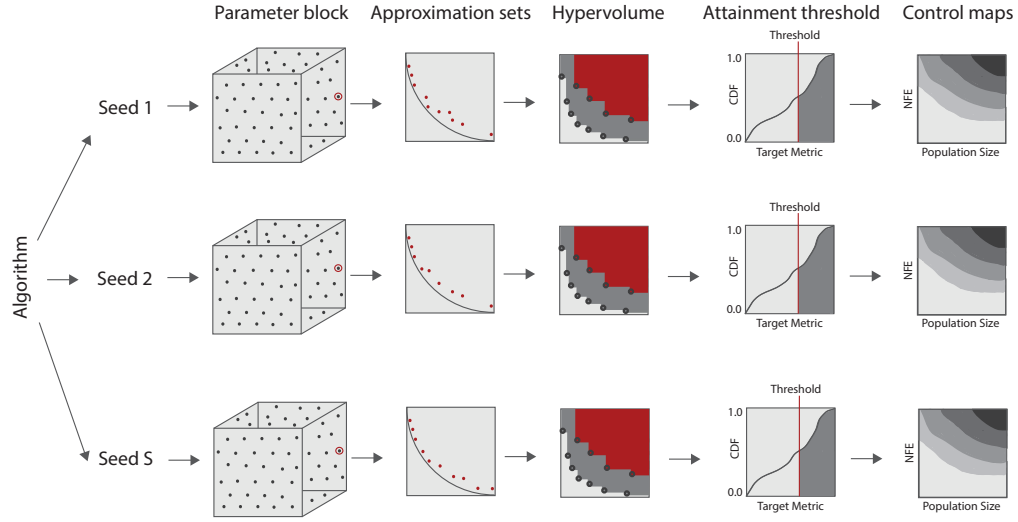 Parameter block
Approximation sets
Hypervolume
Attainment threshold
Control maps
Algorithm
Seed 1
Threshold
1.0
CDF
0.0
Target Metric
NFE
Population Size
Seed 2
Threshold
1.0
CDF
0.0
Target Metric
NFE
Population Size
Seed S
Threshold
1.0
CDF
0.0
Target Metric
NFE
Population Size